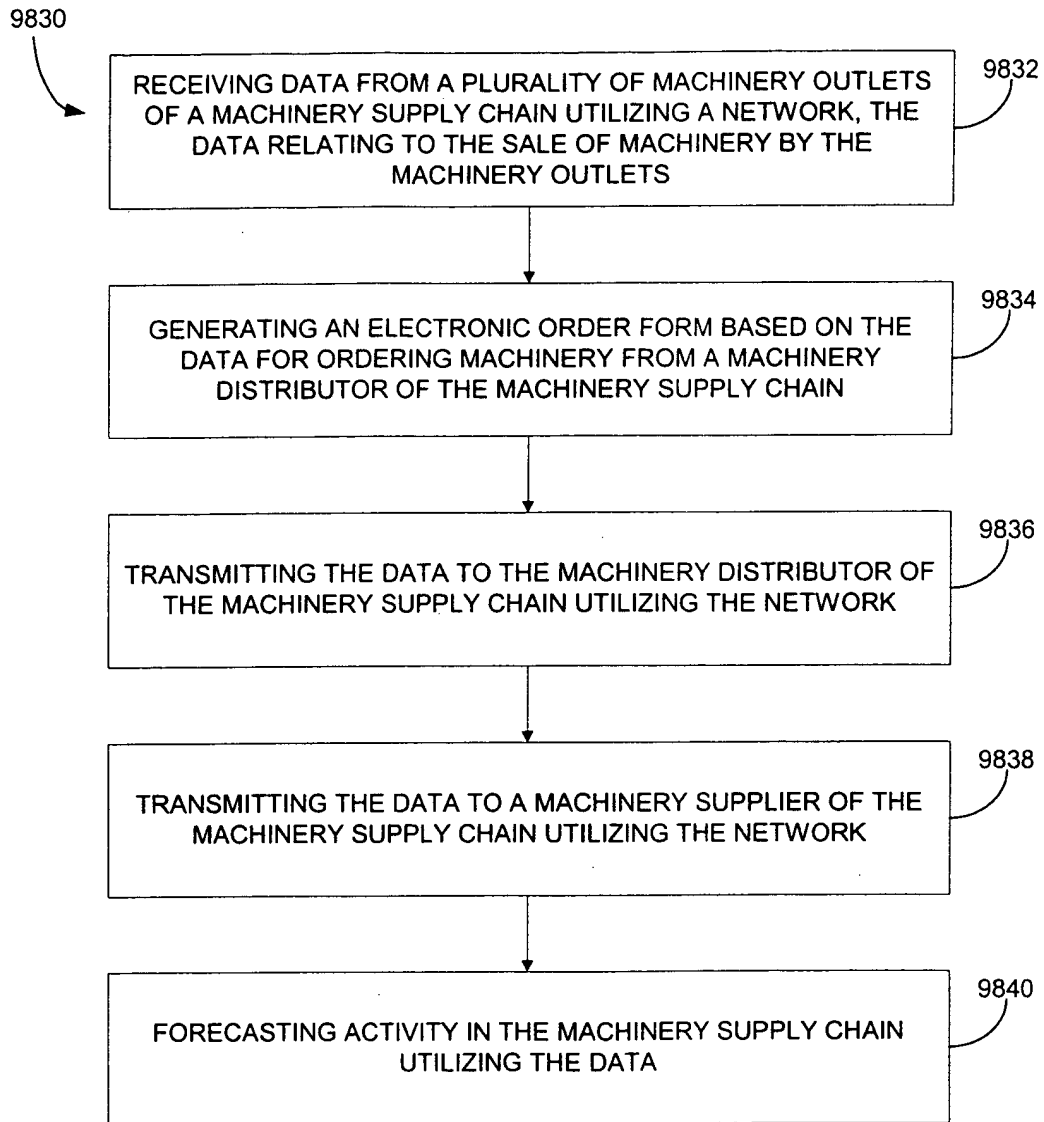 9830
RECEIVING DATA FROM A PLURALITY OF MACHINERY OUTLETS
OF A MACHINERY SUPPLY CHAIN UTILIZING A NETWORK, THE
DATA RELATING TO THE SALE OF MACHINERY BY THE
MACHINERY OUTLETS
9832
GENERATING AN ELECTRONIC ORDER FORM BASED ON THE
DATA FOR ORDERING MACHINERY FROM A MACHINERY
DISTRIBUTOR OF THE MACHINERY SUPPLY CHAIN
9834
TRANSMITTING THE DATA TO THE MACHINERY DISTRIBUTOR OF
THE MACHINERY SUPPLY CHAIN UTILIZING THE NETWORK
9836
TRANSMITTING THE DATA TO A MACHINERY SUPPLIER OF THE
MACHINERY SUPPLY CHAIN UTILIZING THE NETWORK
9838
FORECASTING ACTIVITY IN THE MACHINERY SUPPLY CHAIN
UTILIZING THE DATA
9840